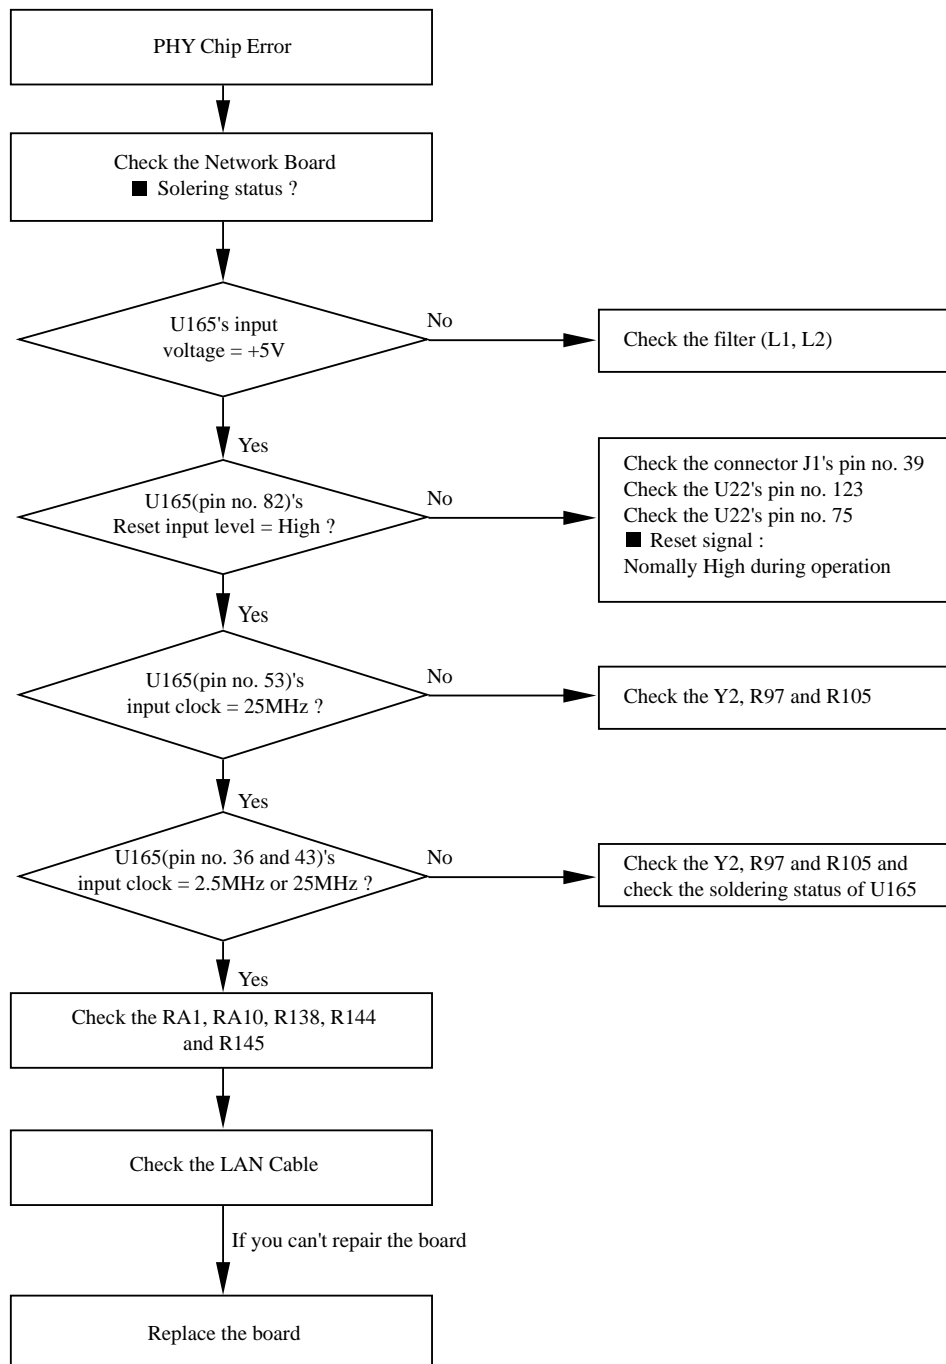 PHY Chip Error
Check the Network Board
■ Solering status ?
U165's input
voltage = +5V
No
Check the filter (L1, L2)
Yes
U165(pin no. 82)'s
Reset input level = High ?
No
Check the connector J1's pin no. 39
Check the U22's pin no. 123
Check the U22's pin no. 75
■ Reset signal :
Nomally High during operation
Yes
U165(pin no. 53)'s
input clock = 25MHz ?
No
Check the Y2, R97 and R105
Yes
U165(pin no. 36 and 43)'s
input clock = 2.5MHz or 25MHz ?
No
Check the Y2, R97 and R105 and
check the soldering status of U165
Yes
Check the RA1, RA10, R138, R144
and R145
Check the LAN Cable
If you can't repair the board
Replace the board